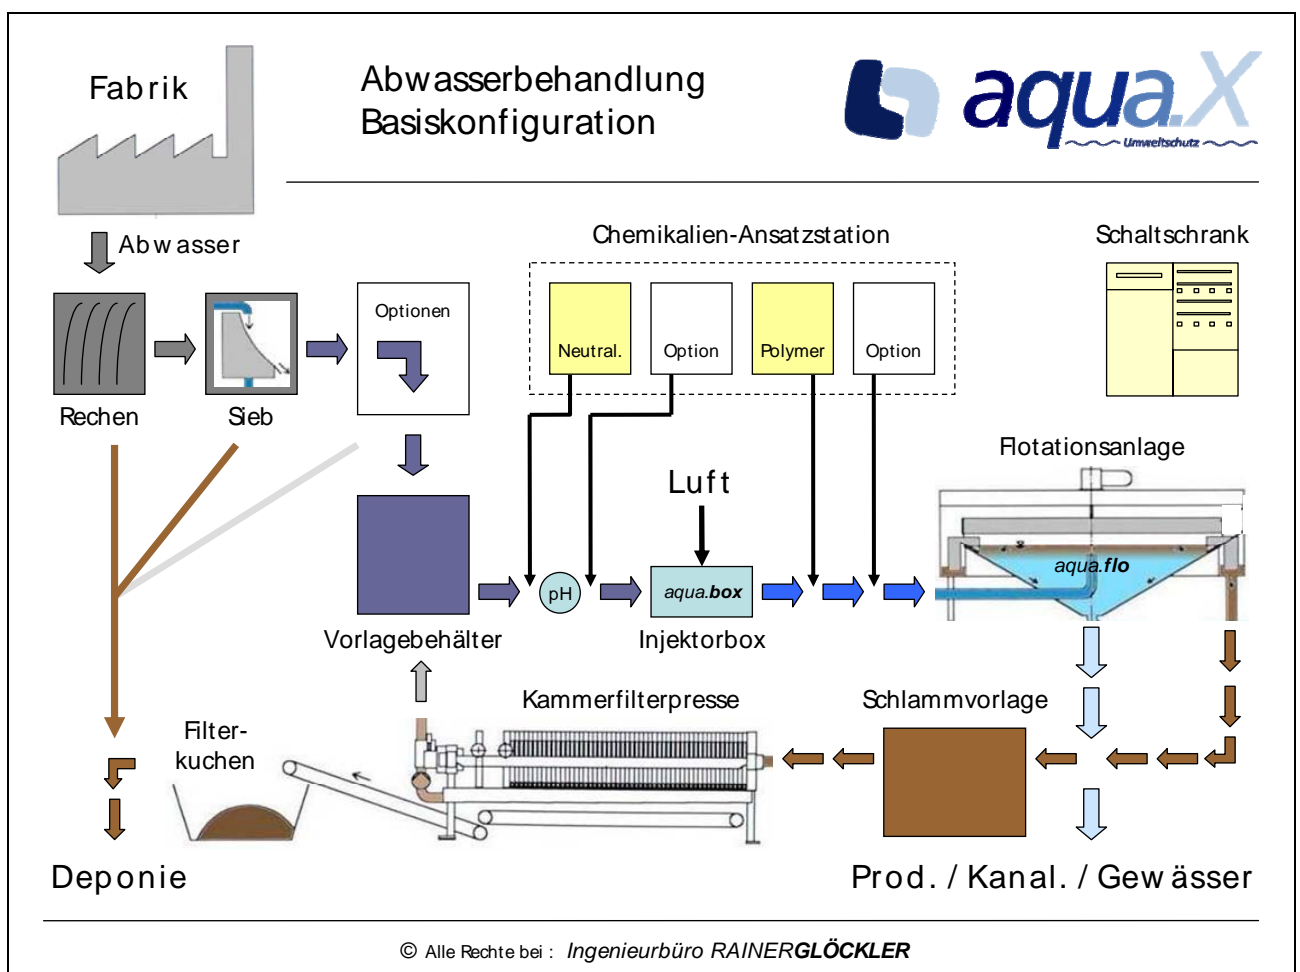 Fabrik
Abwasserbehandlung
Basiskonfiguration
aqua.X
Umweltschutz
Abwasser
Chemikalien-Ansatzstation
Schaltschrank
Optionen
Neutral.
Option
Polymer
Option
Rechen
Sieb
Flotationsanlage
Luft
aqua.flo
pH
aqua.box
Vorlagebehälter
Injektorbox
Kammerfilterpresse
Schlammvorlage
Filter-
kuchen
Deponie
Prod. / Kanal. / Gewässer
© Alle Rechte bei : Ingenieurbüro RAINERGLÖCKLER